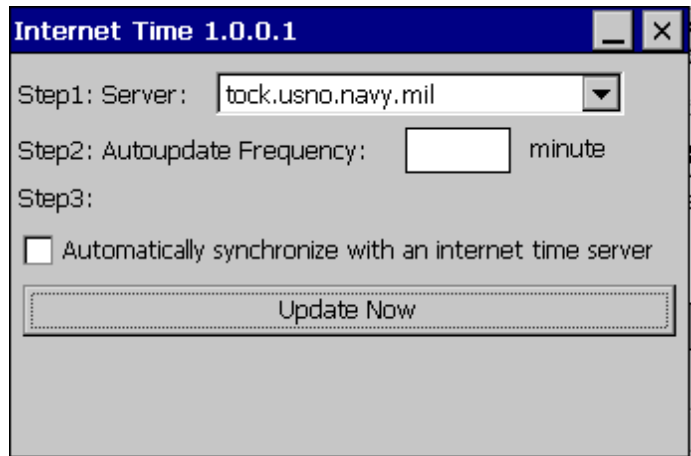 Internet Time 1.0.0.1
Step1: Server: tock.usno.navy.mil
Step2: Autoupdate Frequency: minute
Step3:
Automatically synchronize with an internet time server
Update Now